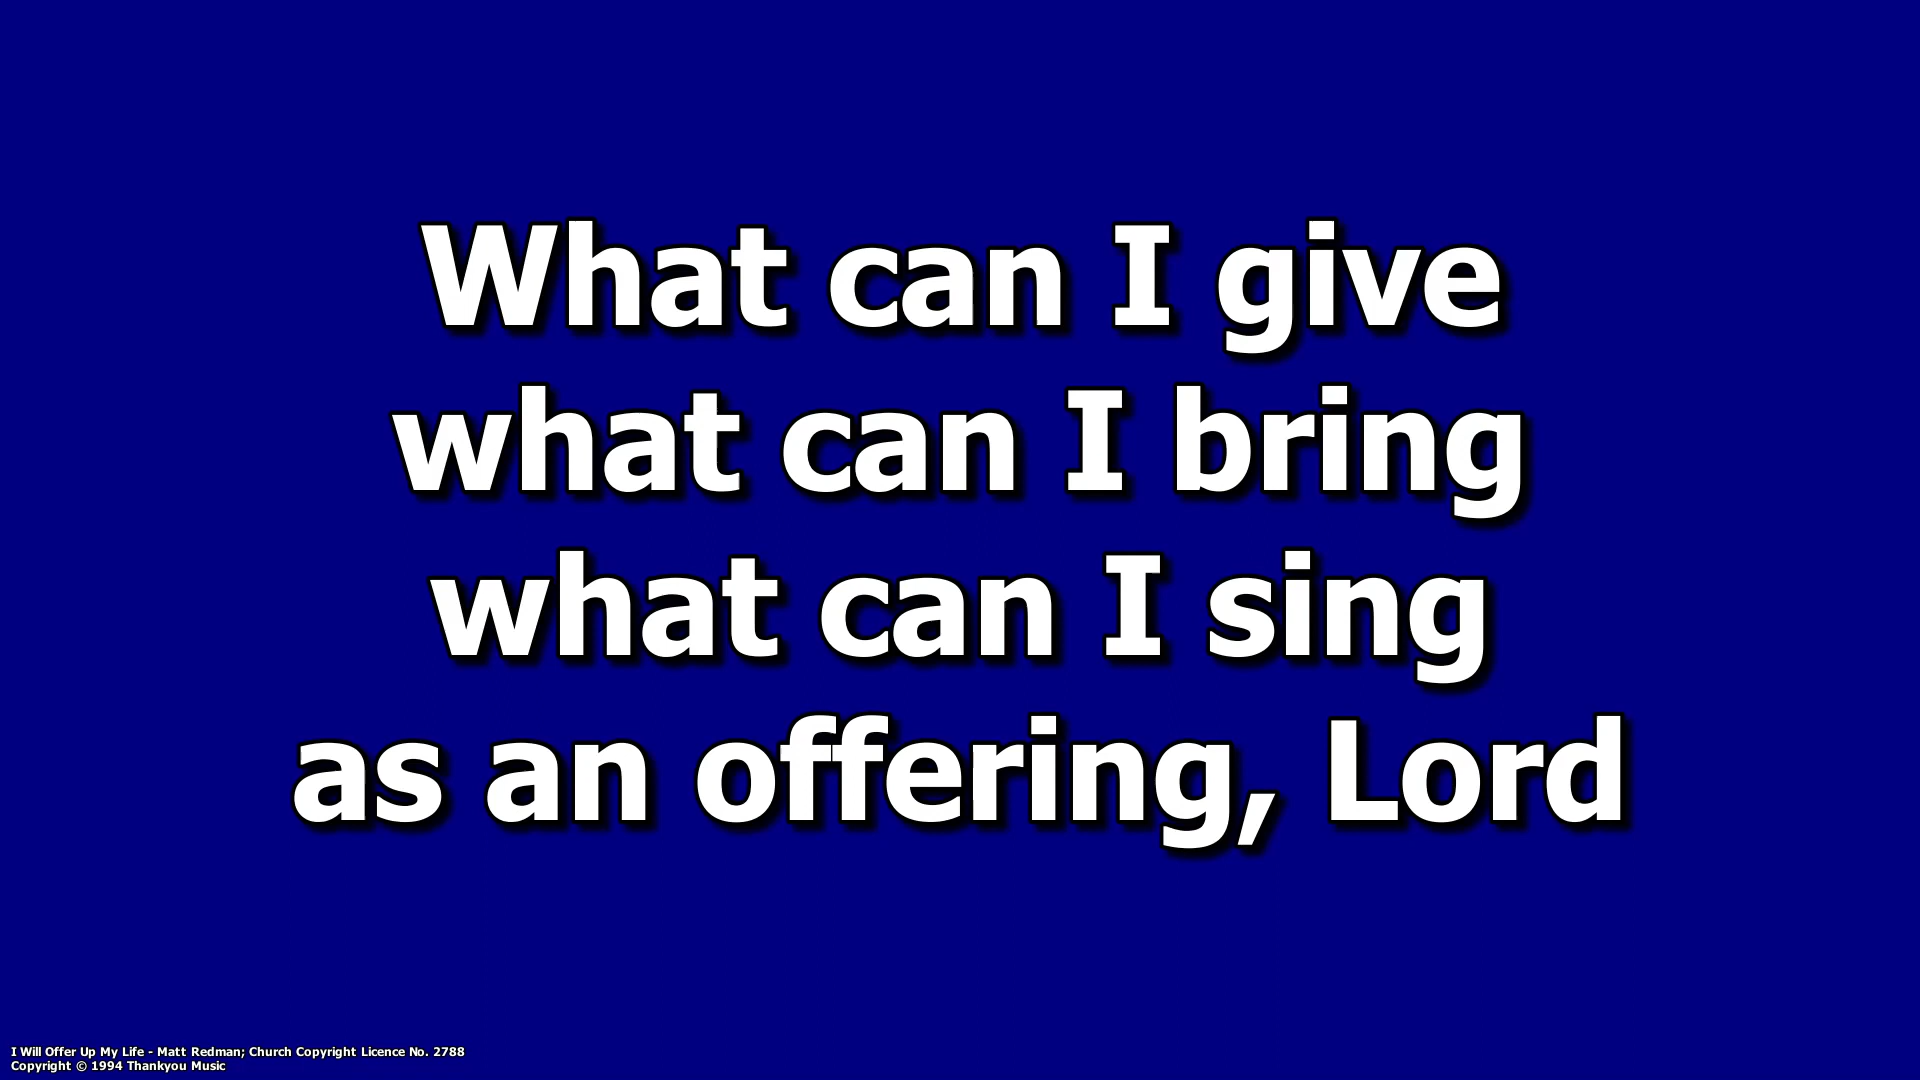 What can I give
what can I bring
what can I sing
as an offering, Lord
I Will Offer Up My Life - Matt Redman; Church Copyright Licence No. 2788
Copyright © 1994 Thankyou Music